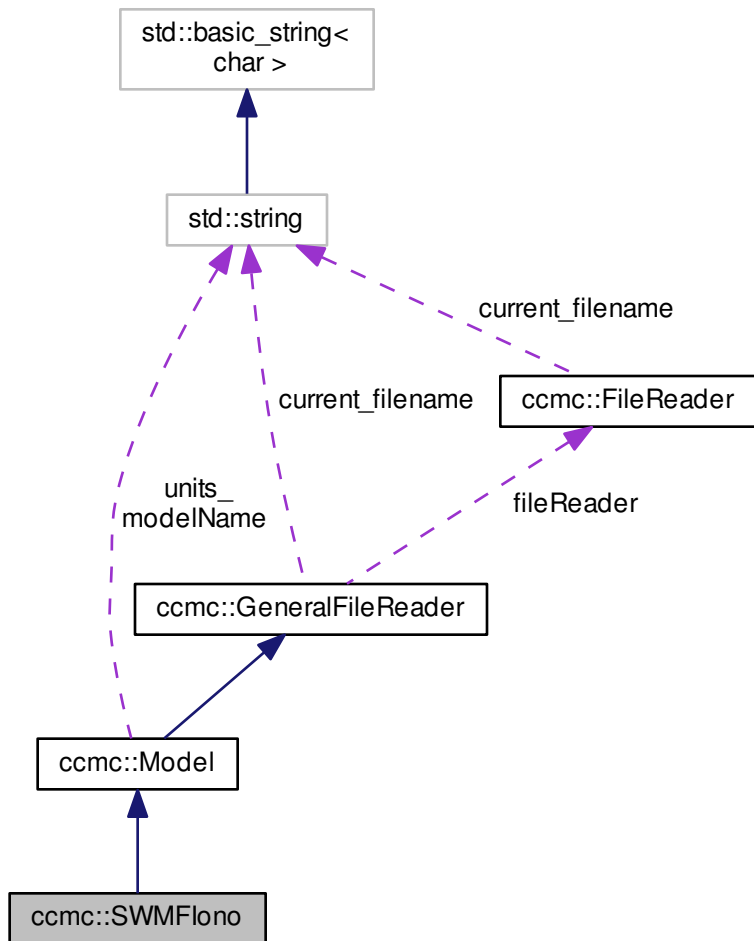 std::basic_string<
char >
std::string
current_filename
ccmc::FileReader
current_filename
units_
modelName
fileReader
ccmc::GeneralFileReader
ccmc::Model
ccmc::SWMFIono